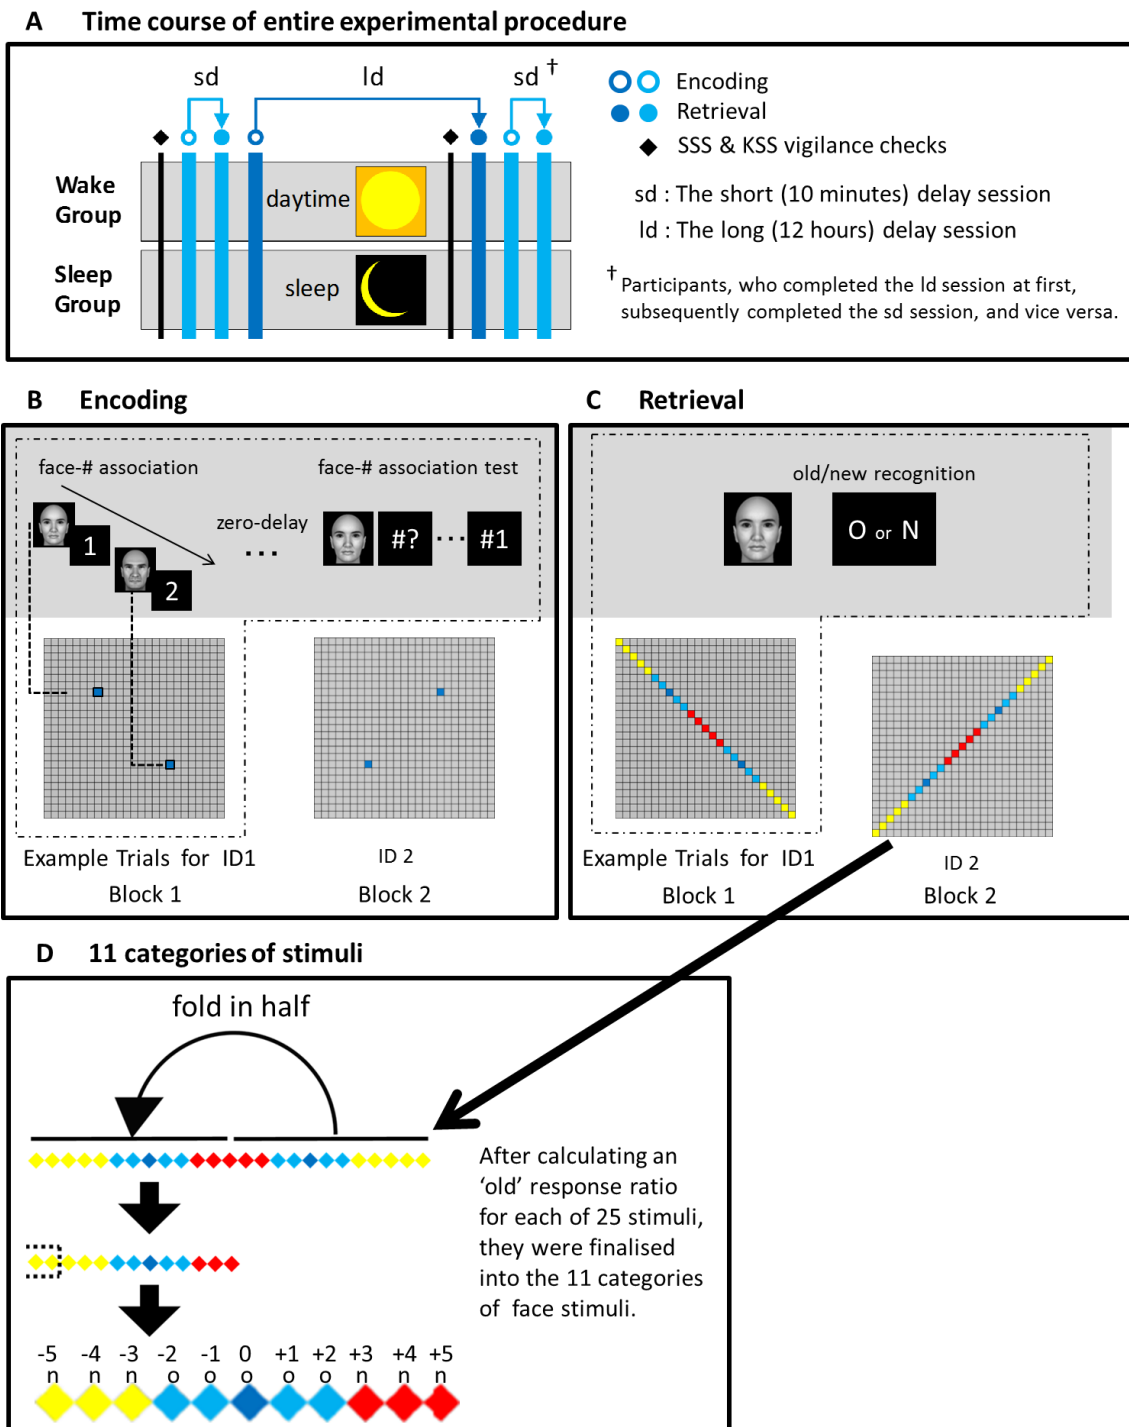 A Time course of entire experimental procedure
sd
ld
sd †
Encoding
Retrieval
SSS & KSS vigilance checks
sd : The short (10 minutes) delay session
ld : The long (12 hours) delay session
† Participants, who completed the ld session at first,
subsequently completed the sd session, and vice versa.
Wake
Group
daytime
Sleep
Group
sleep
B Encoding
face-# association
face-# association test
zero-delay
...
1
2
#?
...
#1
Example Trials for ID1
Block 1
ID 2
Block 2
C Retrieval
old/new recognition
O or N
Example Trials for ID1
Block 1
ID 2
Block 2
D 11 categories of stimuli
fold in half
After calculating an
‘old’ response ratio
for each of 25 stimuli,
they were finalised
into the 11 categories
of face stimuli.
-5 -4 -3 -2 -1 0 +1 +2 +3 +4 +5
n n n o o o o o n n n